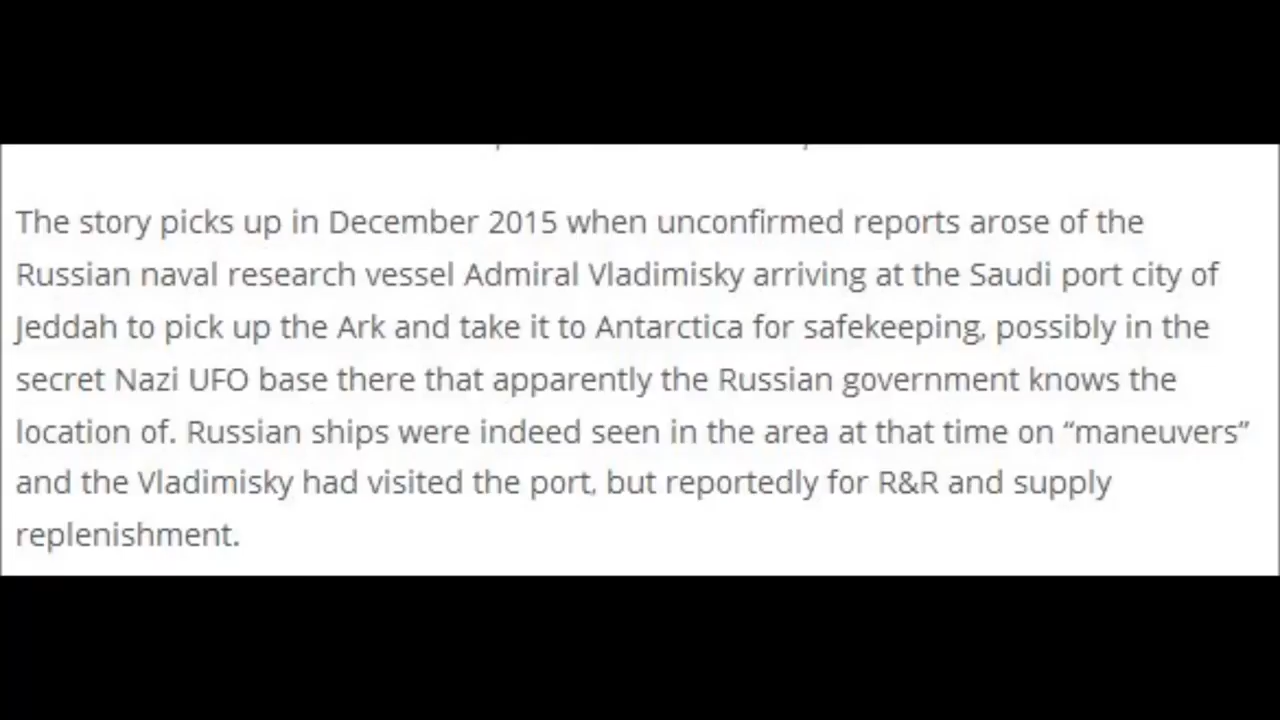 The story picks up in December 2015 when unconfirmed reports arose of the
Russian naval research vessel Admiral Vladimisky arriving at the Saudi port city of
Jeddah to pick up the Ark and take it to Antarctica for safekeeping, possibly in the
secret Nazi UFO base there that apparently the Russian government knows the
location of. Russian ships were indeed seen in the area at that time on “maneuvers”
and the Vladimisky had visited the port, but reportedly for R&R and supply
replenishment.